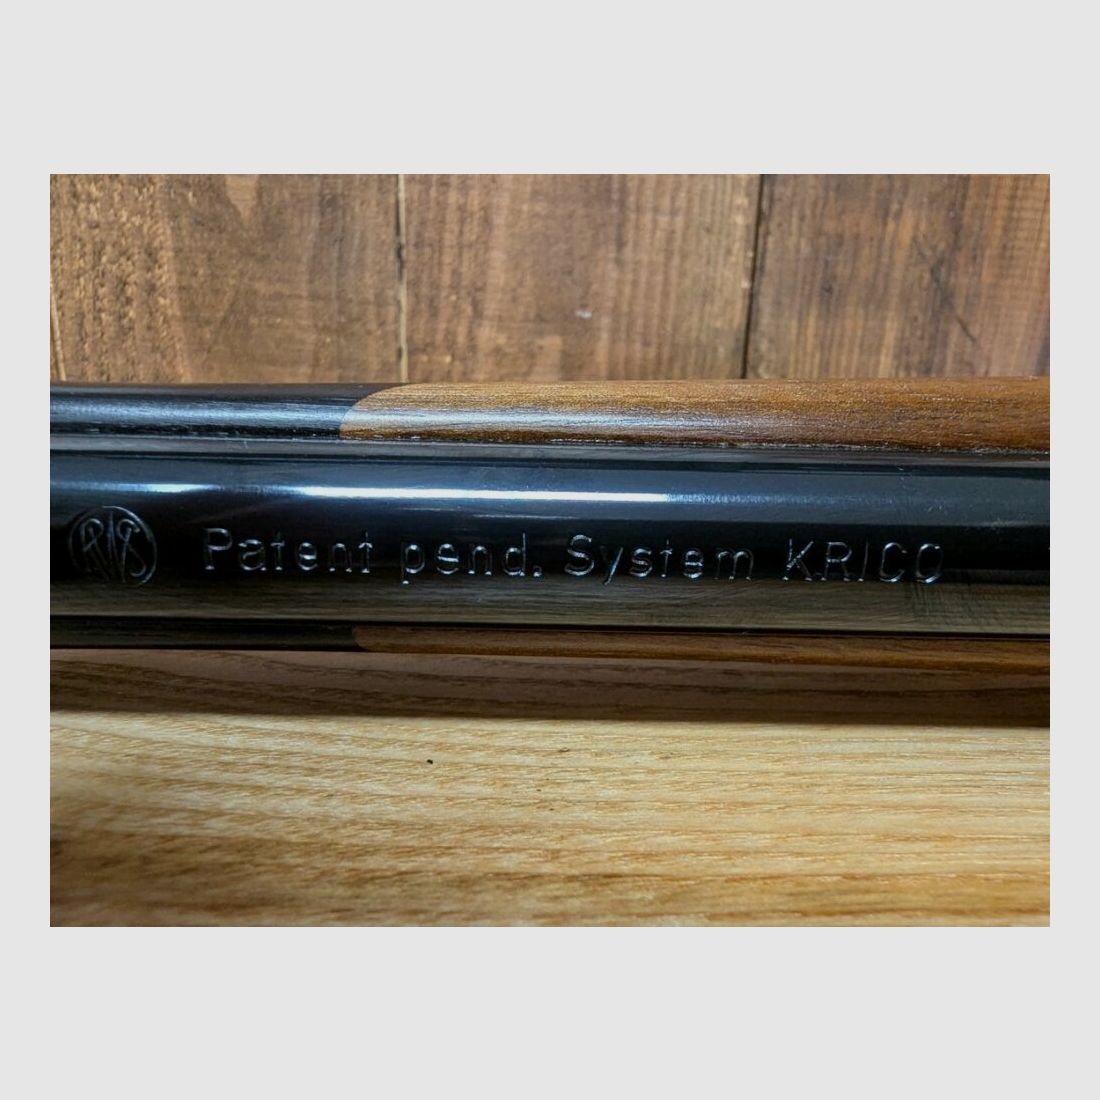 RWS Patent pend. System KRICO